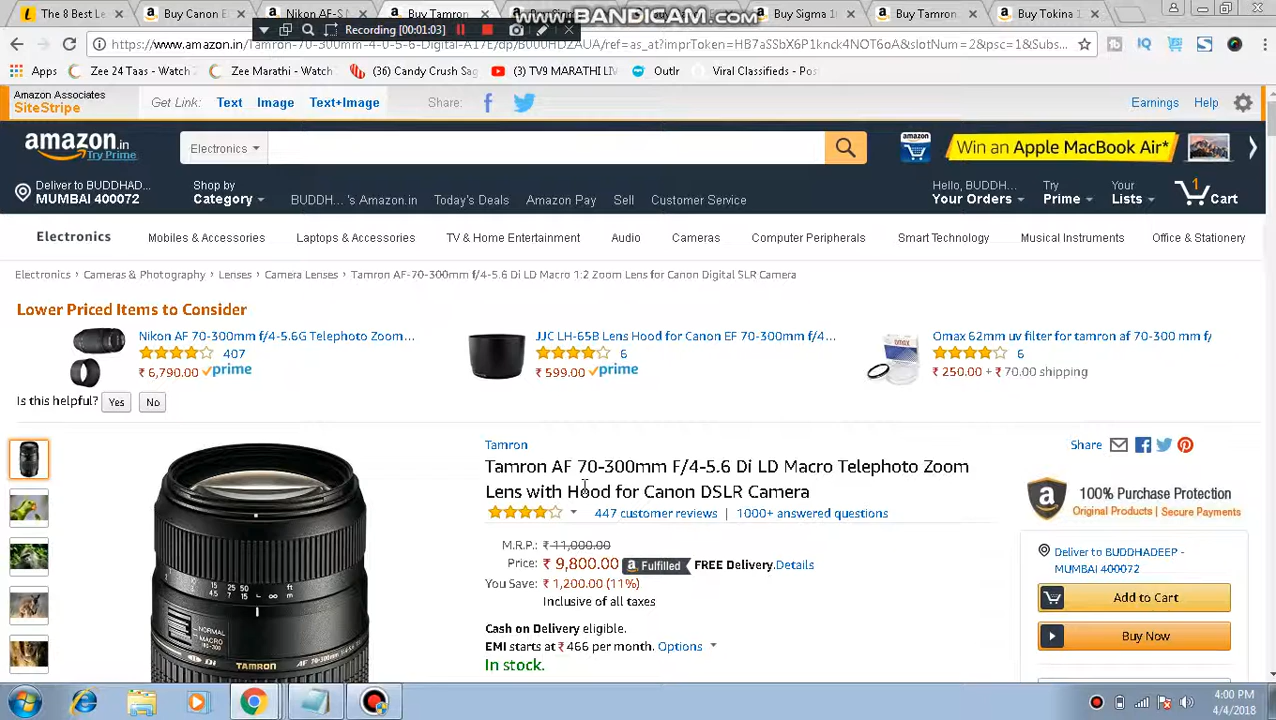 The 8 Best L
Buy Canon E
Nikon AF-S
Buy Tamron
www.BANDICAM.com
Buy Sigma
Buy Tamron
Buy Tokina 1
Recording [00:01:03]
https://www.amazon.in/Tamron-70-300mm-4-0-5-6-Digital-A17E/dp/B000HDZAUA/ref=as_at?imprToken=HB7aSSbX6P1knck4NOT6oA&slotNum=2&psc=1&Subs...
Apps
Zee 24 Taas - Watch
Zee Marathi - Watch
(36) Candy Crush Sag
(3) TV9 MARATHI LIV
Outlr
Viral Classifieds - Pos
Amazon Associates
SiteStripe
Get Link: Text Image Text+Image
Share:
Earnings Help
amazon.in
Try Prime
Electronics
Win an Apple MacBook Air*
Deliver to BUDDHAD...
MUMBAI 400072
Shop by
Category
BUDDH... 's Amazon.in Today's Deals Amazon Pay Sell Customer Service
Hello, BUDDH...
Your Orders
Try
Prime
Your
Lists
1
Cart
Electronics
Mobiles & Accessories
Laptops & Accessories
TV & Home Entertainment
Audio
Cameras
Computer Peripherals
Smart Technology
Musical Instruments
Office & Stationery
Electronics › Cameras & Photography › Lenses › Camera Lenses › Tamron AF-70-300mm f/4-5.6 Di LD Macro 1:2 Zoom Lens for Canon Digital SLR Camera
Lower Priced Items to Consider
Nikon AF 70-300mm f/4-5.6G Telephoto Zoom...
407
₹ 6,790.00 prime
JJC LH-65B Lens Hood for Canon EF 70-300mm f/4...
6
₹ 599.00 prime
Omax 62mm uv filter for tamron af 70-300 mm f/
6
₹ 250.00 + ₹ 70.00 shipping
Is this helpful? Yes No
Tamron
Share
Tamron AF 70-300mm F/4-5.6 Di LD Macro Telephoto Zoom
Lens with Hood for Canon DSLR Camera
447 customer reviews | 1000+ answered questions
100% Purchase Protection
Original Products | Secure Payments
M.R.P.: ₹ 11,000.00
Price: ₹ 9,800.00 Fulfilled FREE Delivery.Details
You Save: ₹ 1,200.00 (11%)
Inclusive of all taxes
Deliver to BUDDHADEEP -
MUMBAI 400072
Add to Cart
Cash on Delivery eligible.
EMI starts at ₹ 466 per month. Options
Buy Now
In stock.
NORMAL
MACRO
TAMRON AF 70-300mm
4:00 PM
4/4/2018